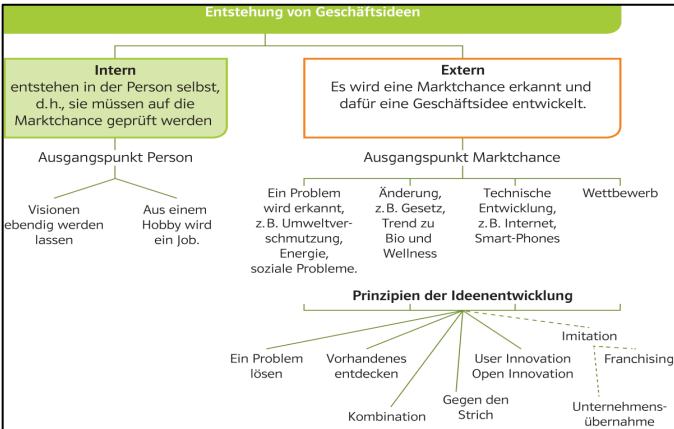 Entstehung von Geschäftsideen
Intern
entstehen in der Person selbst,
d.h., sie müssen auf die
Marktchance geprüft werden
Extern
Es wird eine Marktchance erkannt und
dafür eine Geschäftsidee entwickelt.
Ausgangspunkt Person
Ausgangspunkt Marktchance
Visionen
ebendig werden
lassen
Aus einem
Hobby wird
ein Job.
Ein Problem
wird erkannt,
z.B. Umweltver-
schmutzung,
Energie,
soziale Probleme.
Änderung,
z.B. Gesetz,
Trend zu
Bio und
Wellness
Technische
Entwicklung,
z.B. Internet,
Smart-Phones
Wettbewerb
Prinzipien der Ideenentwicklung
Ein Problem
lösen
Vorhandenes
entdecken
Kombination
Gegen den
Strich
User Innovation
Open Innovation
Imitation
Franchising
Unternehmens-
übernahme